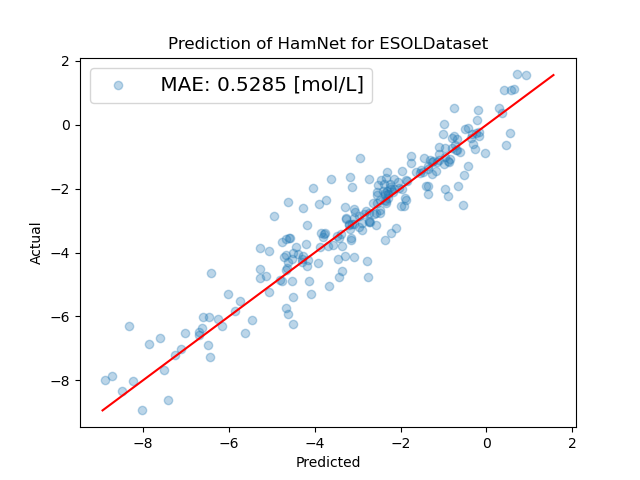 Prediction of HamNet for ESOLDataset
MAE: 0.5285 [mol/L]
2
0
−2
−4
−6
−8
Actual
−8 −6 −4 −2 0 2
Predicted